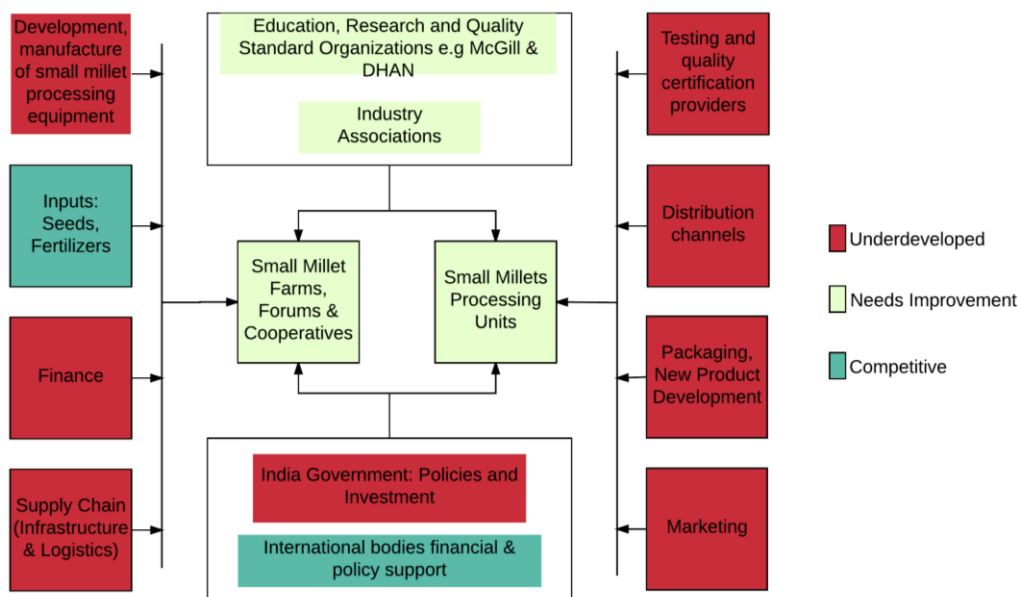 Development,
manufacture
of small millet
processing
equipment
Inputs:
Seeds,
Fertilizers
Finance
Supply Chain
(Infrastructure
& Logistics)
Education, Research and Quality
Standard Organizations e.g McGill &
DHAN
Industry
Associations
Small Millet
Farms,
Forums &
Cooperatives
Small Millets
Processing
Units
India Government: Policies and
Investment
International bodies financial &
policy support
Testing and
quality
certification
providers
Distribution
channels
Packaging,
New Product
Development
Marketing
Underdeveloped
Needs Improvement
Competitive